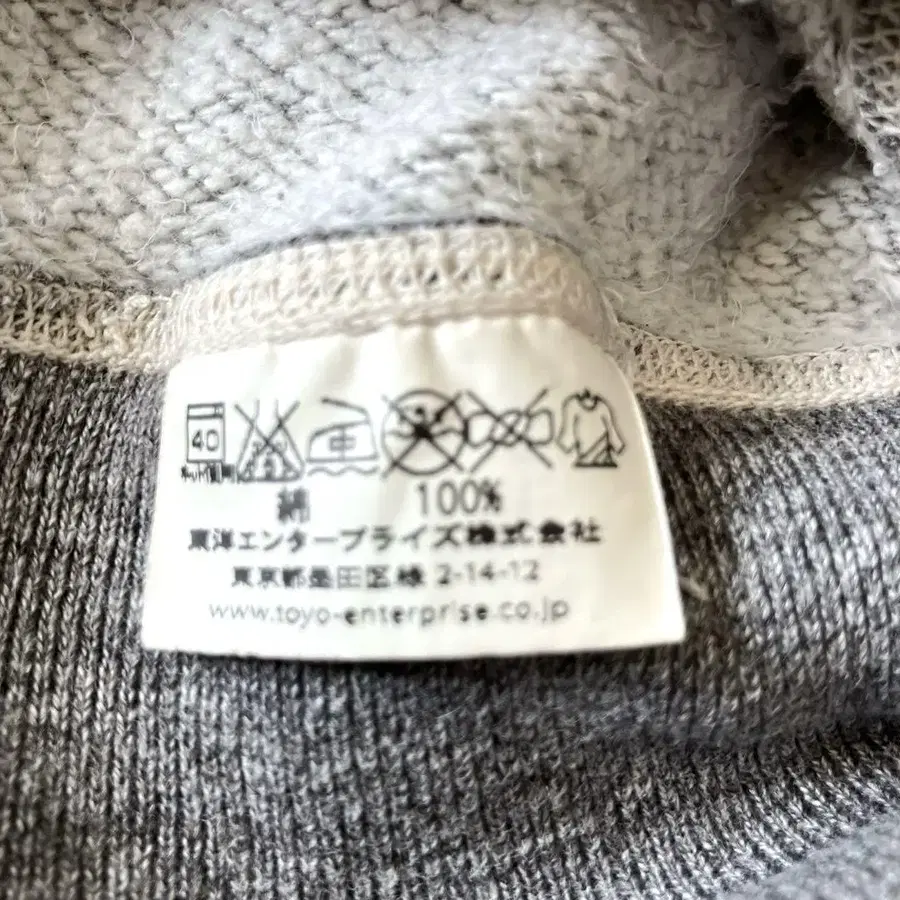 40
ネット使用
中
綿 100%
東洋エンタープライズ株式会社
東京都墨田区緑 2-14-12
www.toyo-enterprise.co.jp